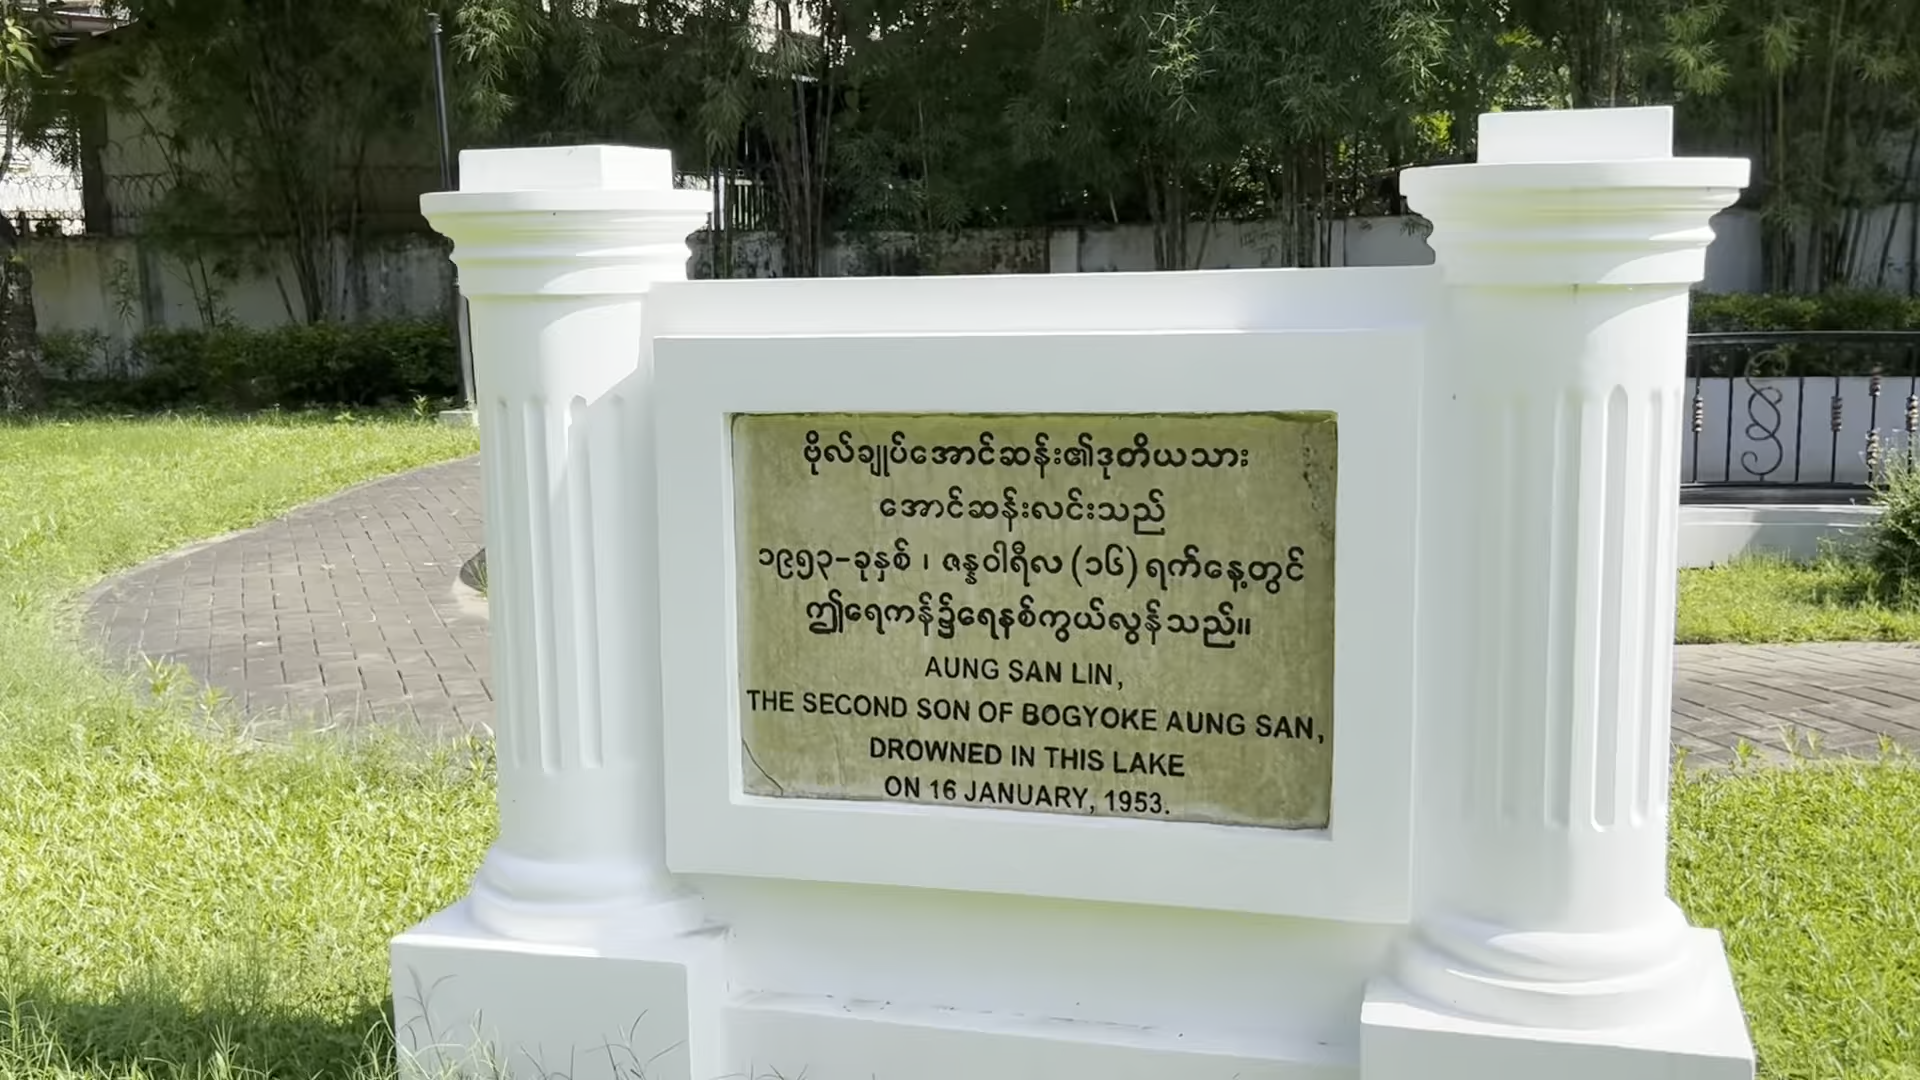 ဗိုလ်ချုပ်အောင်ဆန်း၏ဒုတိယသား
အောင်ဆန်းလင်းသည်
၁၉၅၃-ခုနှစ်၊ ဇန္နဝါရီလ (၁၆) ရက်နေ့တွင်
ဤရေကန်၌ရေနစ်ကွယ်လွန်သည်။
AUNG SAN LIN,
THE SECOND SON OF BOGYOKE AUNG SAN,
DROWNED IN THIS LAKE
ON 16 JANUARY, 1953.